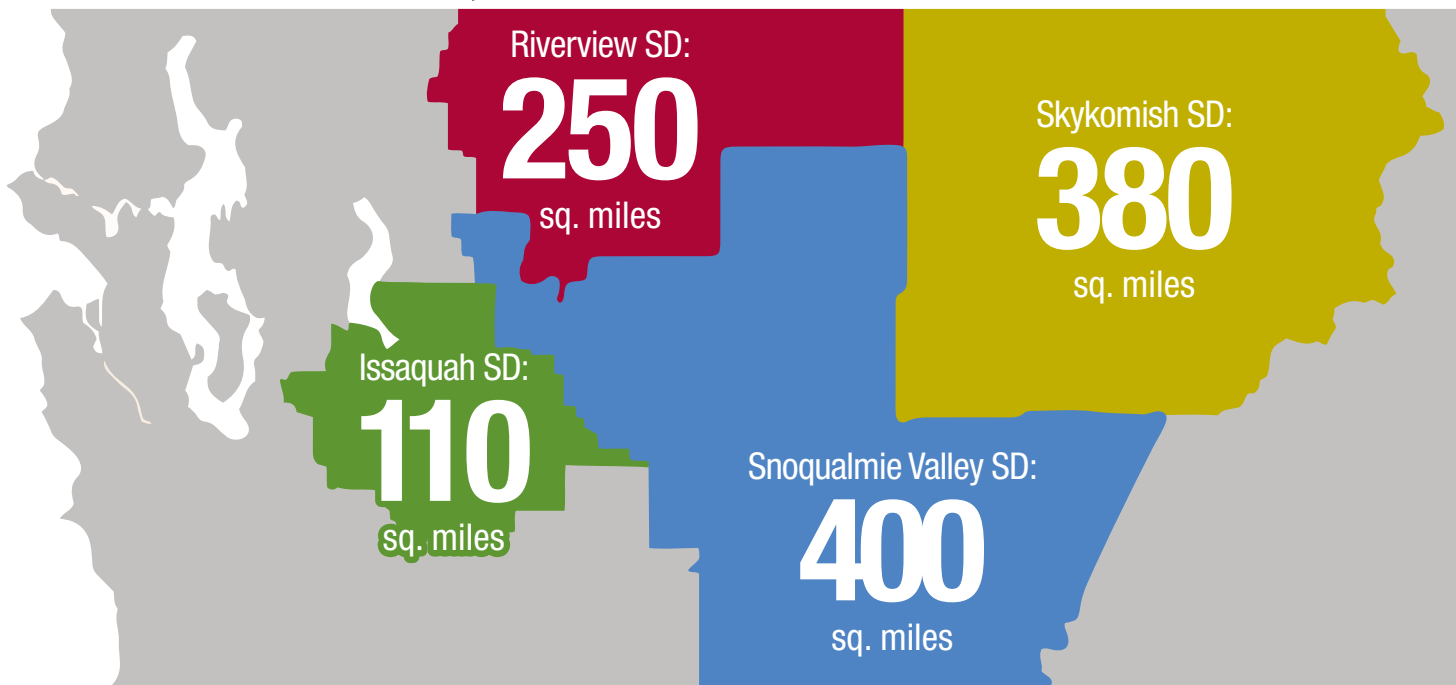 Riverview SD:
250
sq. miles
Skykomish SD:
380
sq. miles
Issaquah SD:
110
sq. miles
Snoqualmie Valley SD:
400
sq. miles